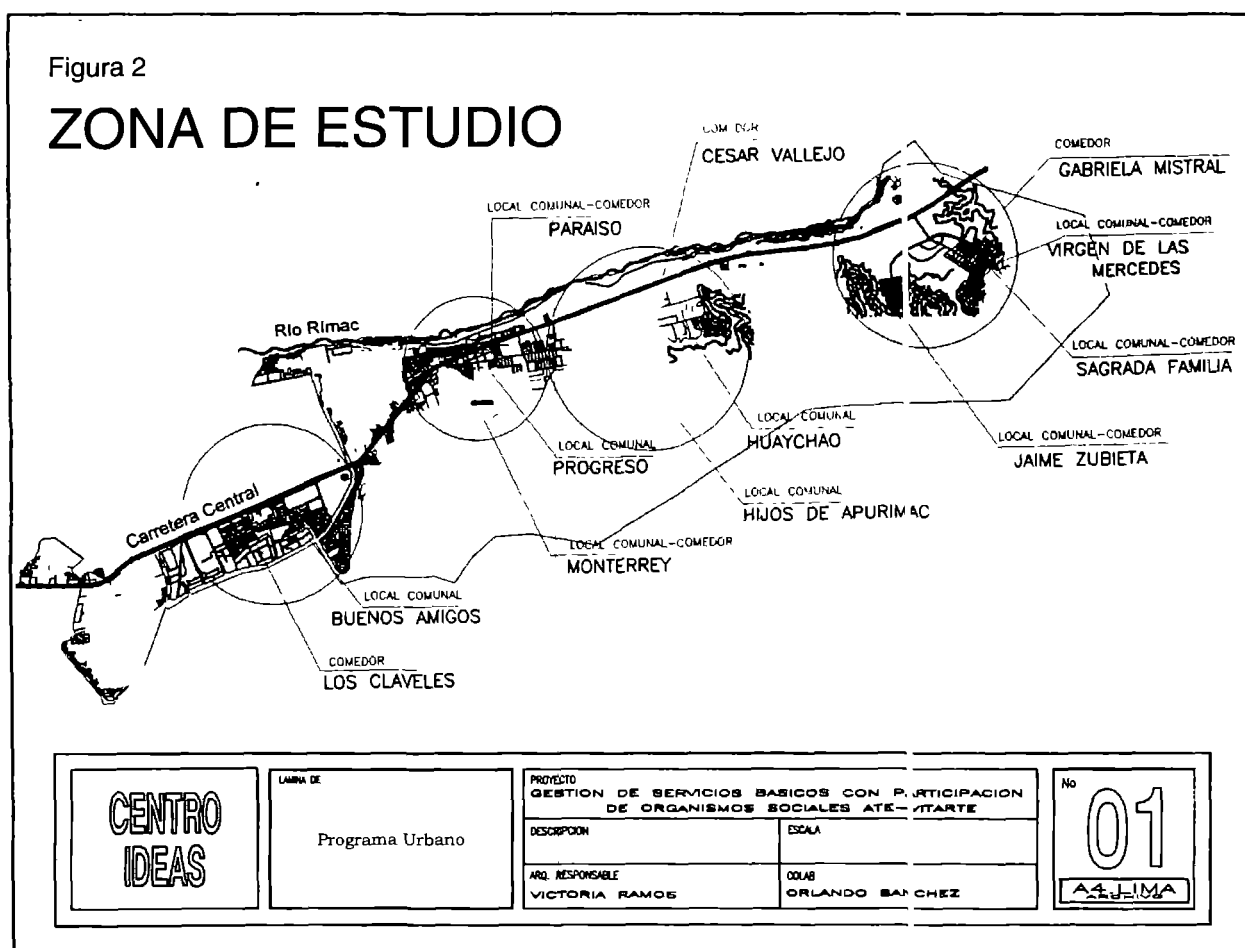 Figura 2
ZONA DE ESTUDIO
CESAR VALLEJO
COMEDOR
GABRIELA MISTRAL
LOCAL COMUNAL-COMEDOR
PARAISO
LOCAL COMUNAL-COMEDOR
VIRGEN DE LAS
MERCEDES
Rio Rimac
LOCAL COMUNAL-COMEDOR
SAGRADA FAMILIA
LOCAL COMUNAL
HUAYCHAO
LOCAL COMUNAL-COMEDOR
JAIME ZUBIETA
LOCAL COMUNAL
PROGRESO
LOCAL COMUNAL
HIJOS DE APURIMAC
Carretera Central
LOCAL COMUNAL-COMEDOR
MONTERREY
LOCAL COMUNAL
BUENOS AMIGOS
COMEDOR
LOS CLAVELES
CENTRO
IDEAS
LAMINA DE
Programa Urbano
PROYECTO
GESTION DE SERVICIOS BASICOS CON PARTICIPACION
DE ORGANISMOS SOCIALES ATE-VITARTE
DESCRIPCION
ESCALA
ARQ. RESPONSABLE
VICTORIA RAMOS
COLAB
ORLANDO SANCHEZ
No
01
A4-LIMA
ARCHIVO